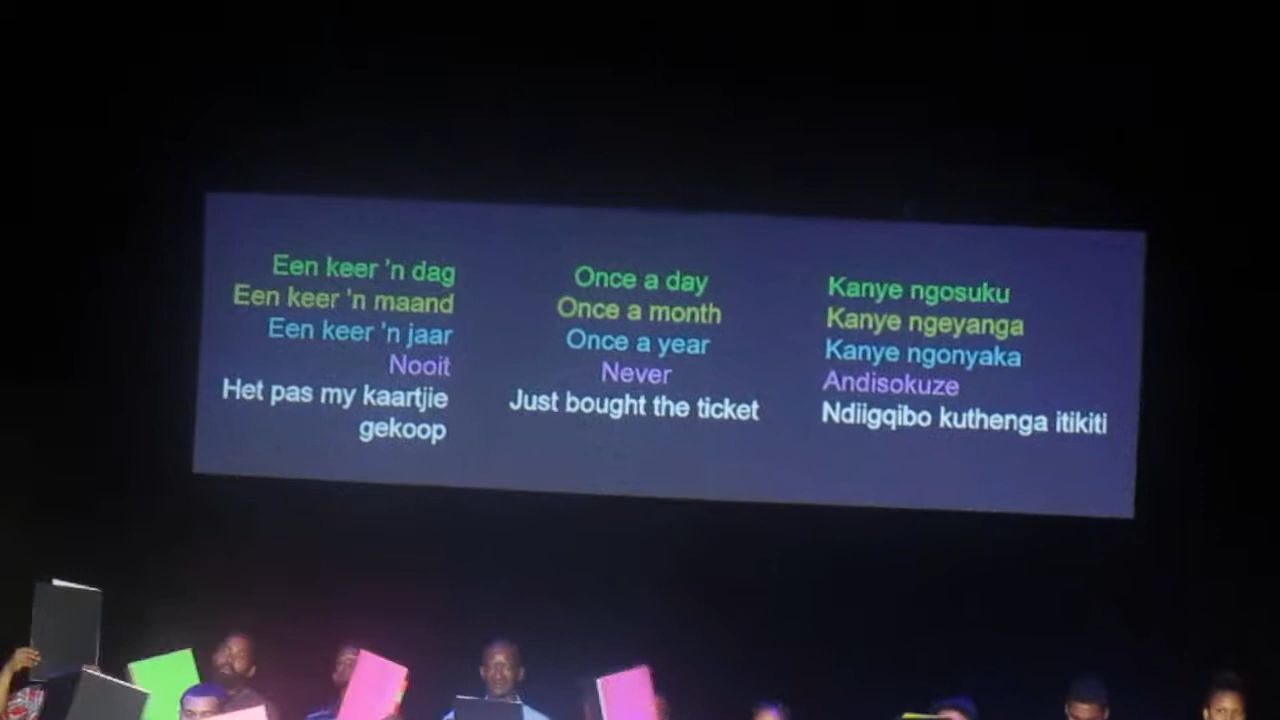 Een keer 'n dag
Een keer 'n maand
Een keer 'n jaar
Nooit
Het pas my kaartjie
gekoop
Once a day
Once a month
Once a year
Never
Just bought the ticket
Kanye ngosuku
Kanye ngeyanga
Kanye ngonyaka
Andisokuze
Ndiigqibo kuthenga itikiti